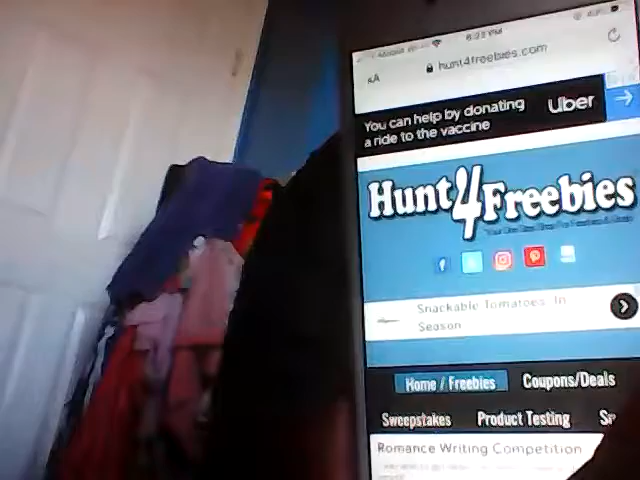 hunt4freebies.com
You can help by donating
a ride to the vaccine
Uber
Hunt4Freebies
Snackable Tomatoes: In
Season
Home / Freebies Coupons/Deals
Sweepstakes Product Testing
Romance Writing Competition